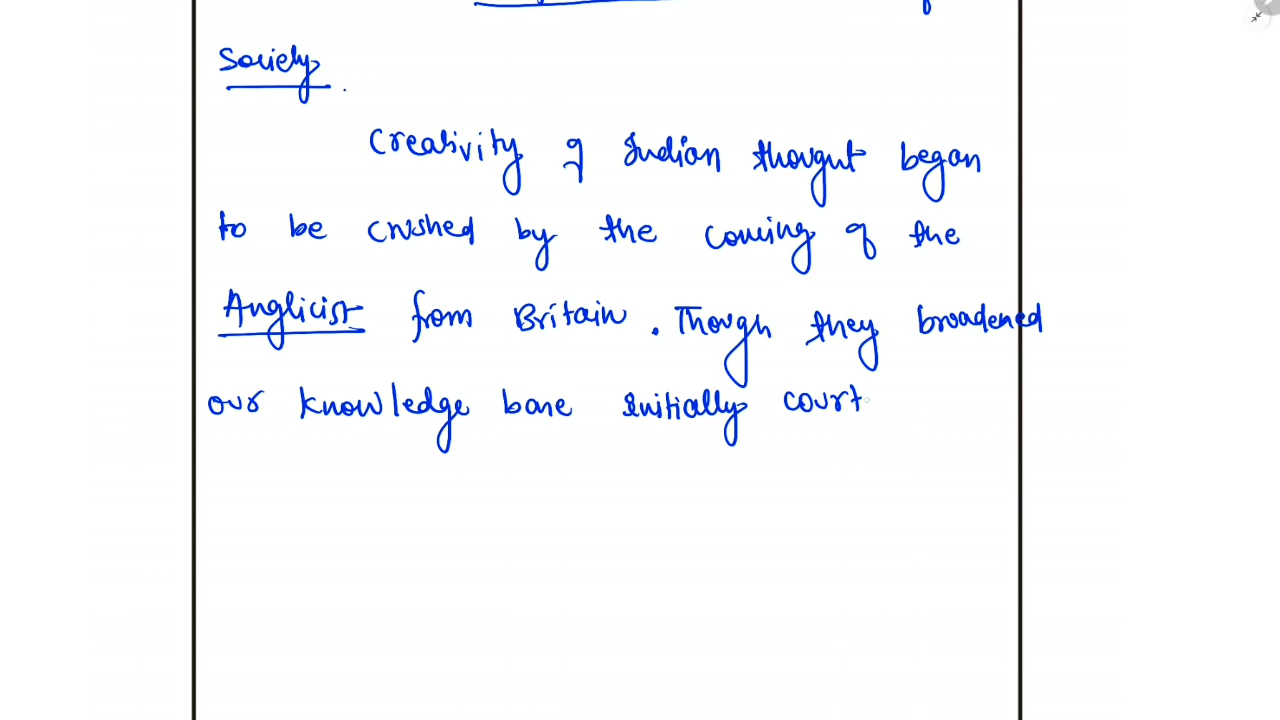 Society.
Creativity of Indian thought began
to be crushed by the coming of the
Anglicist from Britain. Though they broadened
our knowledge base initially court